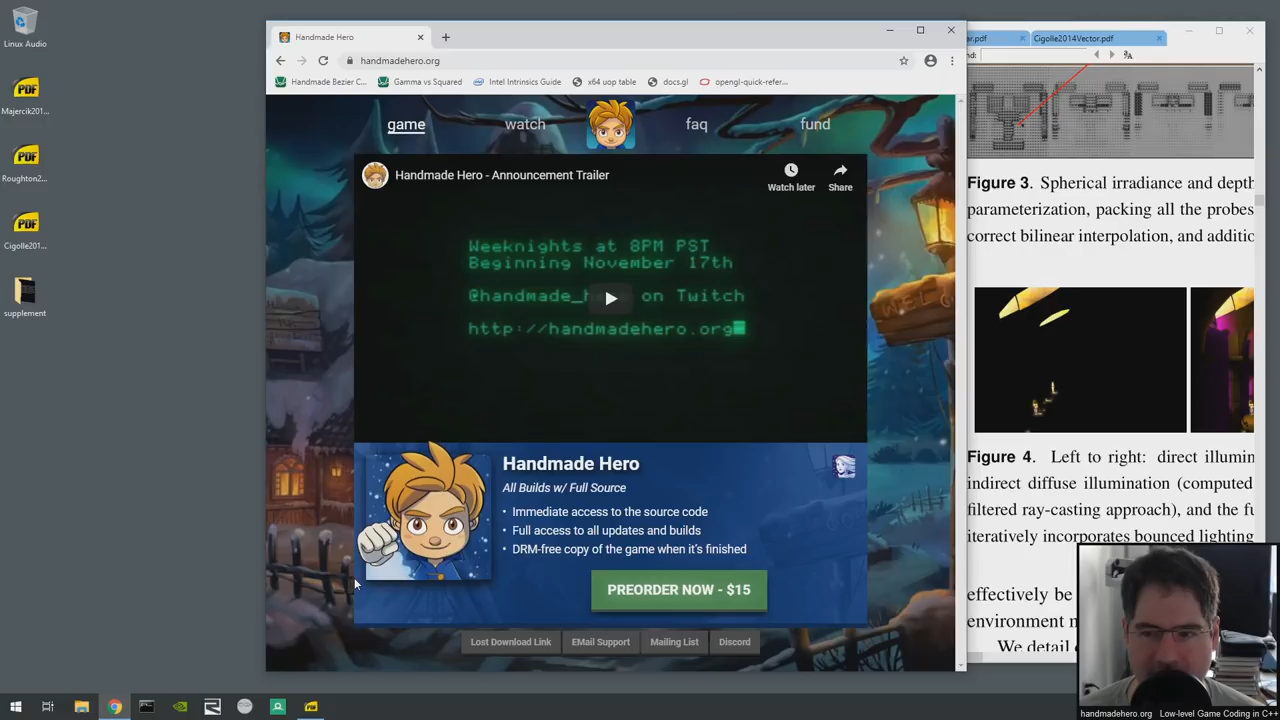 Linux Audio
Majercik201...
Roughton2...
Cigolle201...
supplement
Handmade Hero
handmadehero.org
Handmade Bezier C...
Gamma vs Squared
Intel Intrinsics Guide
x64 uop table
docs.gl
opengl-quick-refer...
game
watch
faq
fund
Handmade Hero - Announcement Trailer
Watch later
Share
Weeknights at 8PM PST
Beginning November 17th
@handmade_h on Twitch
http://handmadehero.org
Handmade Hero
All Builds w/ Full Source
• Immediate access to the source code
• Full access to all updates and builds
• DRM-free copy of the game when it's finished
PREORDER NOW - $15
Lost Download Link
EMail Support
Mailing List
Discord
ar.pdf
Cigolle2014Vector.pdf
nd:
Figure 3. Spherical irradiance and depth
parameterization, packing all the probes
correct bilinear interpolation, and additio
Figure 4. Left to right: direct illumin
indirect diffuse illumination (computed
filtered ray-casting approach), and the fu
iteratively incorporates bounced lighting
effectively be
environment m
We detail
handmadehero.org Low-level Game Coding in C++